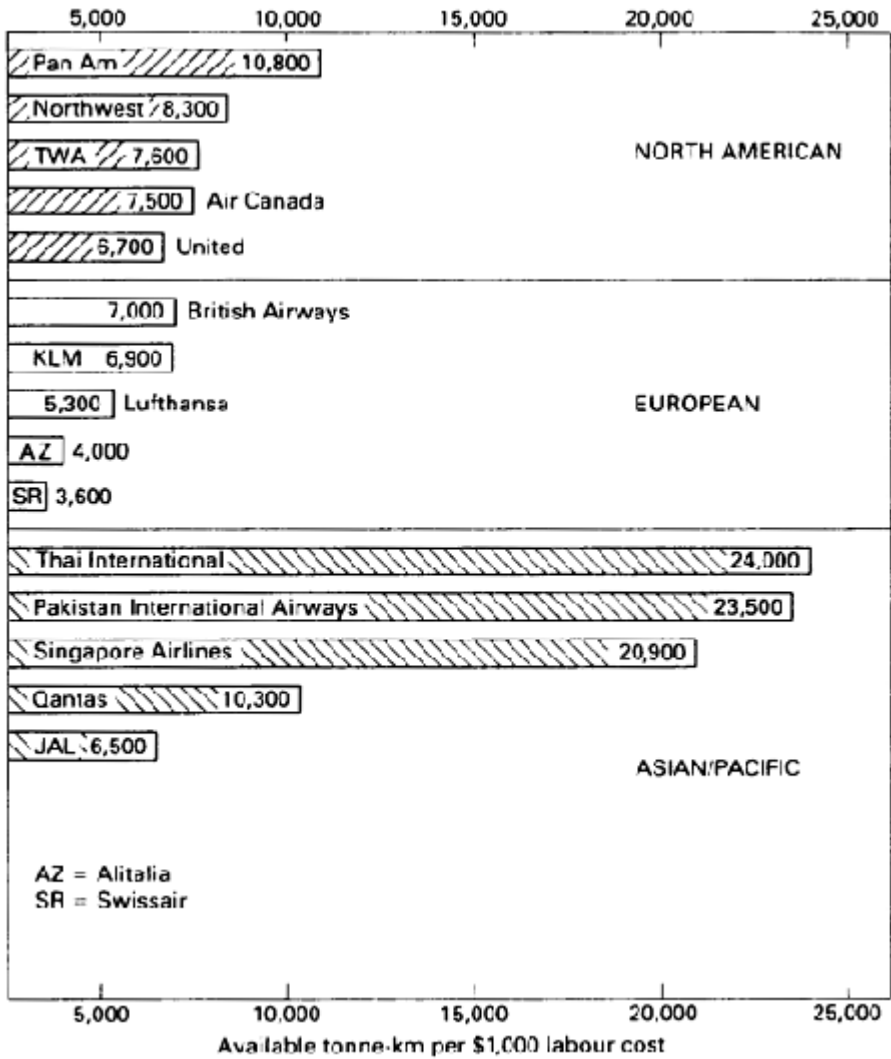 5,000 10,000 15,000 20,000 25,000
Pan Am 10,800
Northwest 8,300
TWA 7,600
NORTH AMERICAN
7,500 Air Canada
6,700 United
7,000 British Airways
KLM 6,900
5,300 Lufthansa
EUROPEAN
AZ 4,000
SR 3,600
Thai International 24,000
Pakistan International Airways 23,500
Singapore Airlines 20,900
Qantas 10,300
JAL 6,500
ASIAN/PACIFIC
AZ = Alitalia
SR = Swissair
5,000 10,000 15,000 20,000 25,000
Available tonne-km per $1,000 labour cost